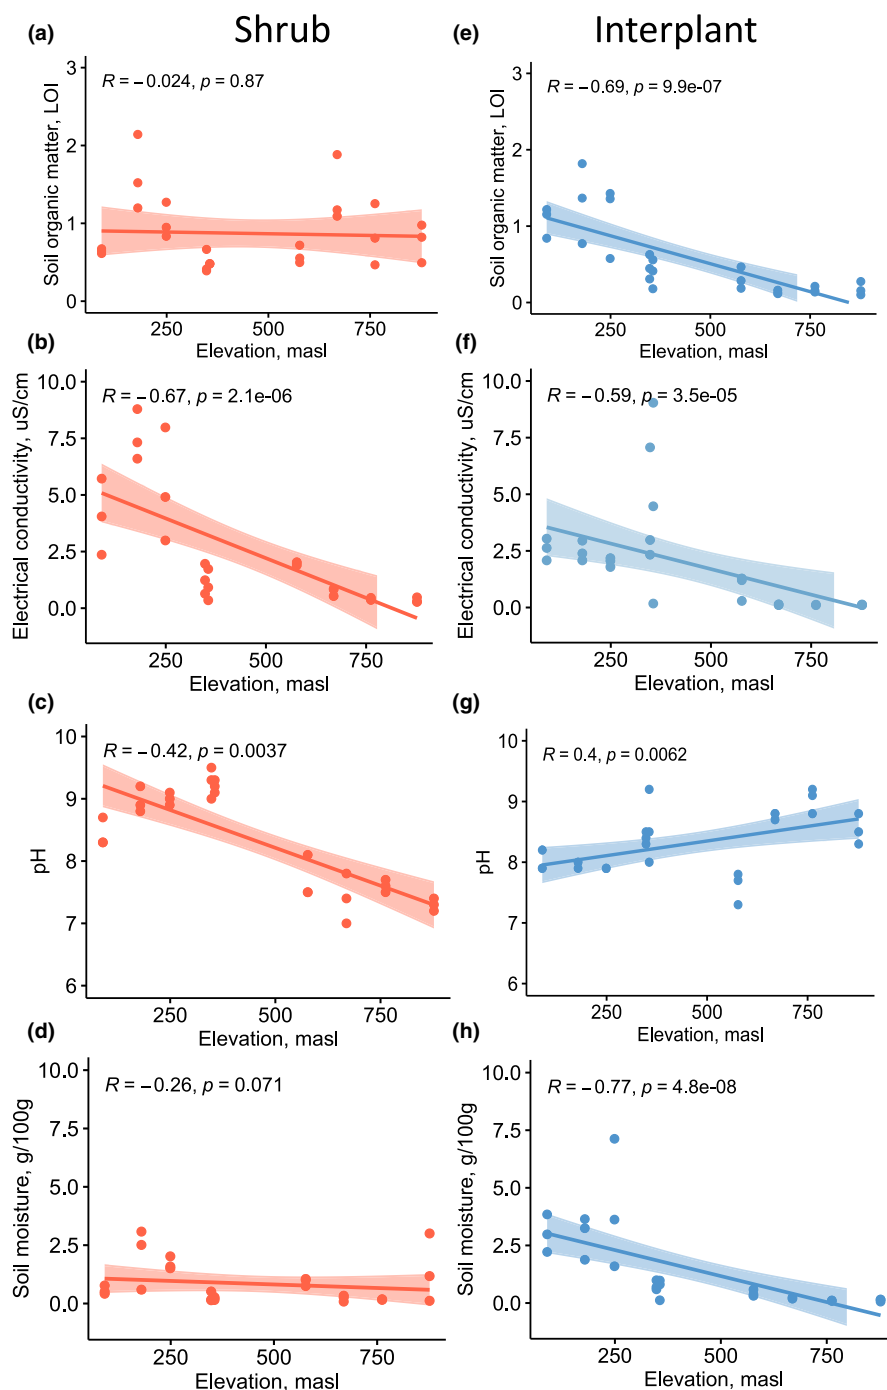 (a)
Shrub
R = −0.024, p = 0.87
Soil organic matter, LOI
3
2
1
0
250
500
750
Elevation, masl
(e)
Interplant
R = −0.69, p = 9.9e-07
Soil organic matter, LOI
3
2
1
0
250
500
750
Elevation, masl
(b)
R = −0.67, p = 2.1e-06
Electrical conductivity, uS/cm
10.0
7.5
5.0
2.5
0.0
250
500
750
Elevation, masl
(f)
R = −0.59, p = 3.5e-05
Electrical conductivity, uS/cm
10.0
7.5
5.0
2.5
0.0
250
500
750
Elevation, masl
(c)
R = −0.42, p = 0.0037
pH
10
9
8
7
6
250
500
750
Elevation, masl
(g)
R = 0.4, p = 0.0062
pH
10
9
8
7
6
250
500
750
Elevation, masl
(d)
R = −0.26, p = 0.071
Soil moisture, g/100g
10.0
7.5
5.0
2.5
0.0
250
500
750
Elevation, masl
(h)
R = −0.77, p = 4.8e-08
Soil moisture, g/100g
10.0
7.5
5.0
2.5
0.0
250
500
750
Elevation, masl